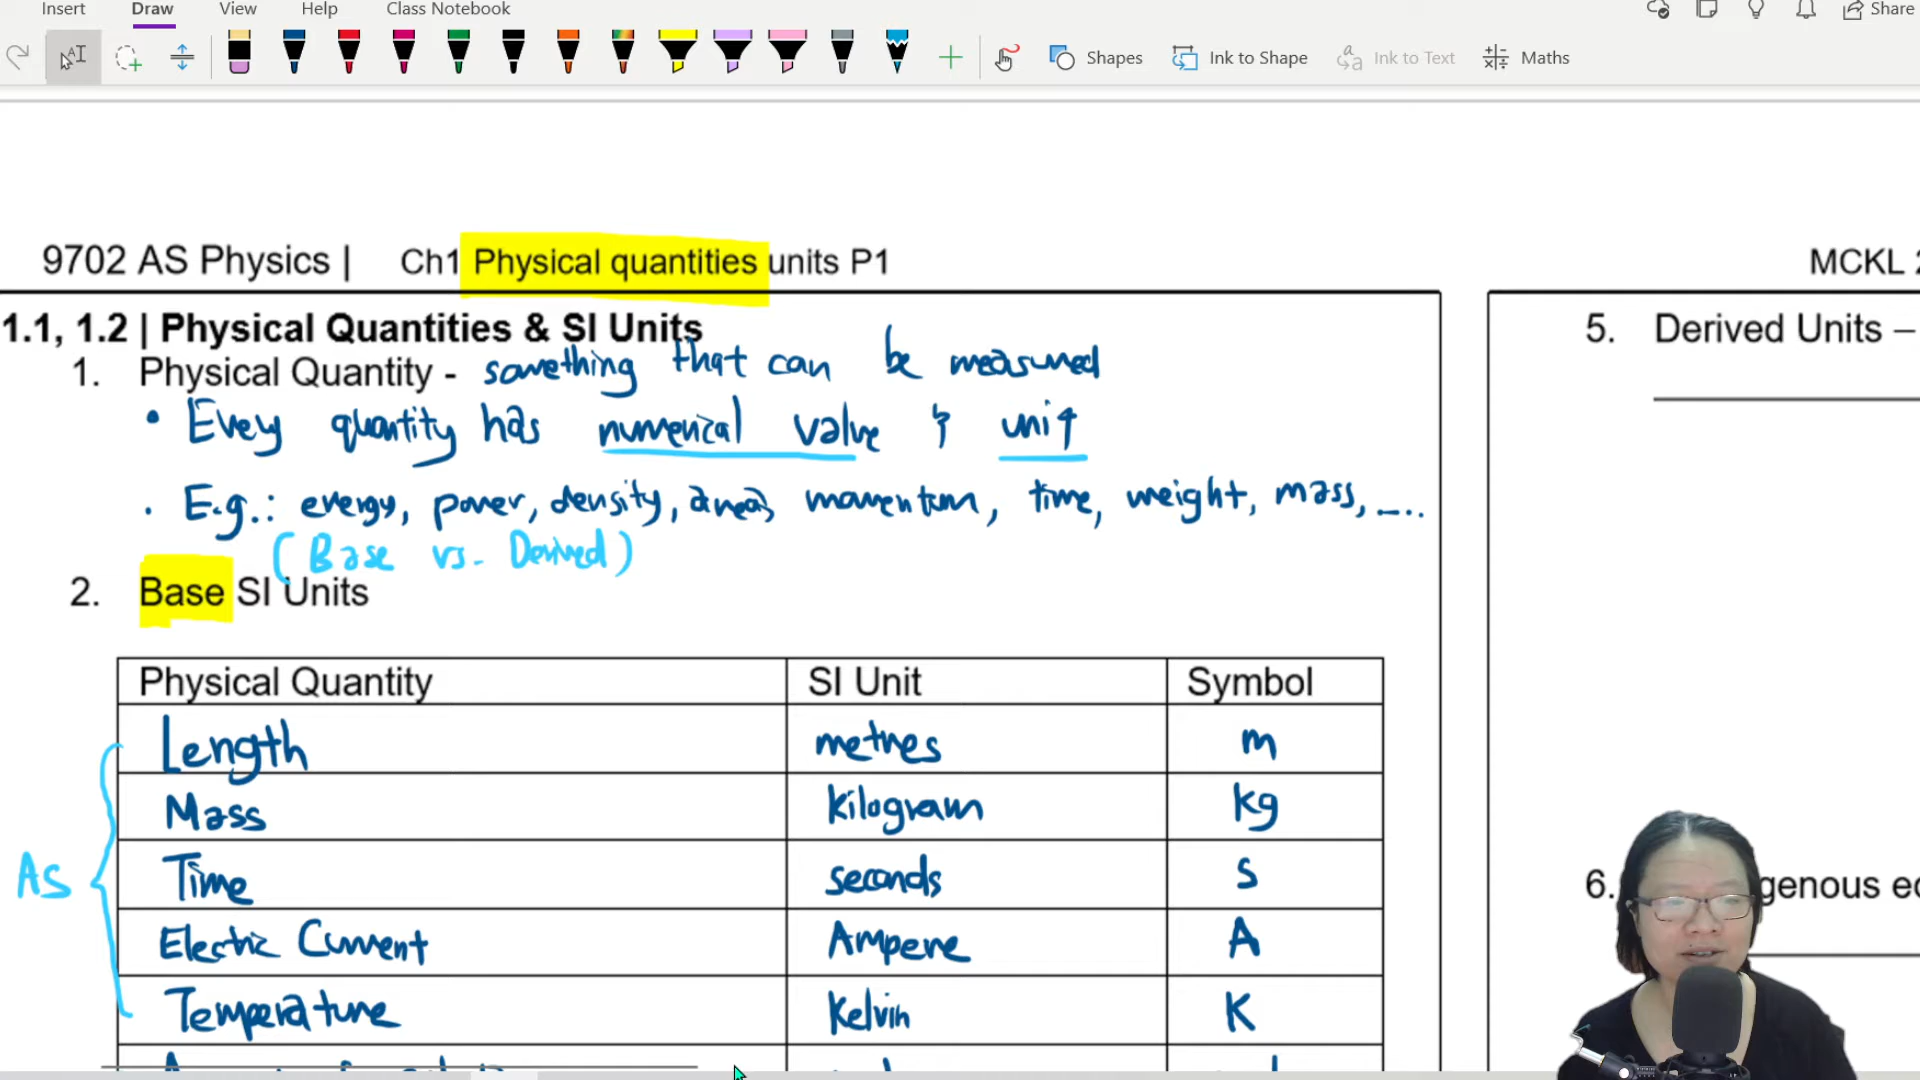 Insert Draw View Help Class Notebook Share
Shapes Ink to Shape Ink to Text Maths
9702 AS Physics | Ch1 Physical quantities units P1
MCKL
1.1, 1.2 | Physical Quantities & SI Units
1. Physical Quantity - something that can be measured
• Every quantity has numerical value & unit
• E.g.: energy, power, density, area, momentum, time, weight, mass, ....
(Base vs. Derived)
2. Base SI Units
Physical Quantity SI Unit Symbol
Length metres m
Mass kilogram kg
Time seconds s
AS
Electric Current Ampere A
Temperature Kelvin K
5. Derived Units –
6. genous